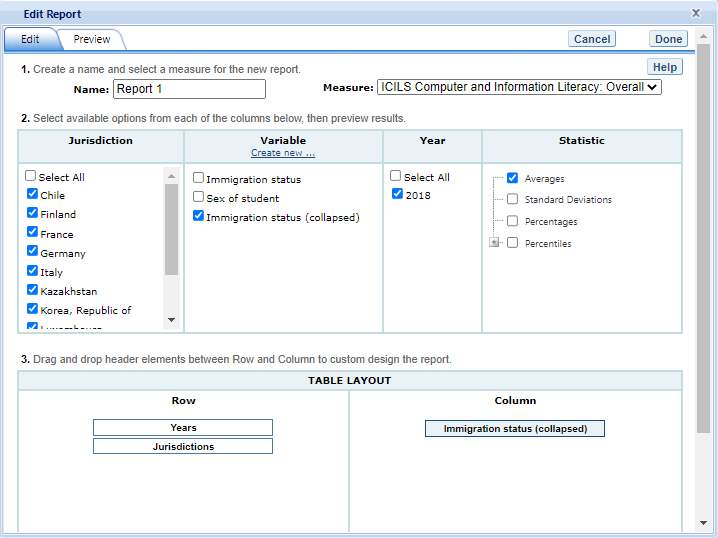 Edit Report
X
Edit
Preview
Cancel
Done
1. Create a name and select a measure for the new report.
Help
Name: Report 1
Measure: ICILS Computer and Information Literacy: Overall
2. Select available options from each of the columns below, then preview results.
Jurisdiction
Variable
Create new ...
Year
Statistic
Select All
Chile
Finland
France
Germany
Italy
Kazakhstan
Korea, Republic of
Luxembourg
Immigration status
Sex of student
Immigration status (collapsed)
Select All
2018
Averages
Standard Deviations
Percentages
Percentiles
3. Drag and drop header elements between Row and Column to custom design the report.
TABLE LAYOUT
Row
Column
Years
Jurisdictions
Immigration status (collapsed)